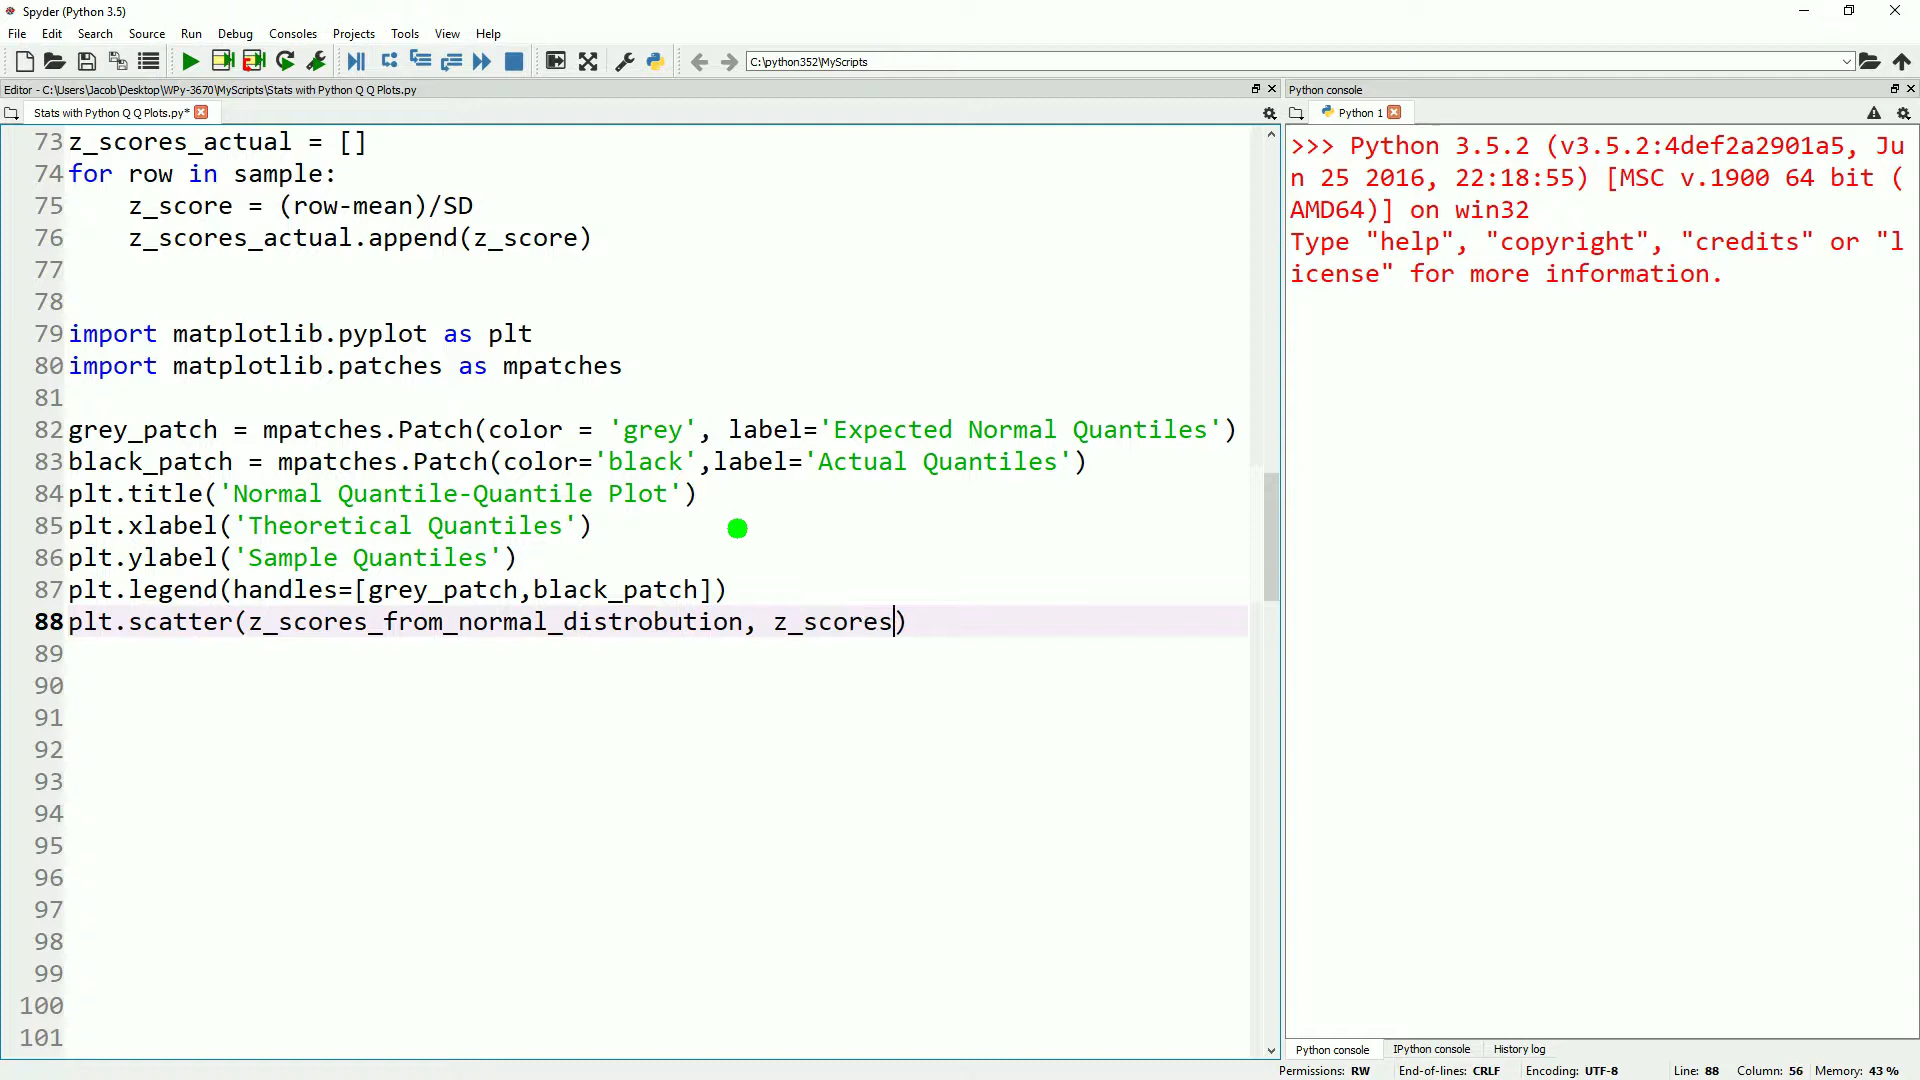 Spyder (Python 3.5)
File Edit Search Source Run Debug Consoles Projects Tools View Help
C:\python352\MyScripts
Editor - C:\Users\Jacob\Desktop\WPy-3670\MyScripts\Stats with Python Q Q Plots.py
Python console
Stats with Python Q Q Plots.py*
Python 1
73 z_scores_actual = []
74 for row in sample:
75     z_score = (row-mean)/SD
76     z_scores_actual.append(z_score)
77
78
79 import matplotlib.pyplot as plt
80 import matplotlib.patches as mpatches
81
82 grey_patch = mpatches.Patch(color = 'grey', label='Expected Normal Quantiles')
83 black_patch = mpatches.Patch(color='black',label='Actual Quantiles')
84 plt.title('Normal Quantile-Quantile Plot')
85 plt.xlabel('Theoretical Quantiles')
86 plt.ylabel('Sample Quantiles')
87 plt.legend(handles=[grey_patch,black_patch])
88 plt.scatter(z_scores_from_normal_distrobution, z_scores)
89
90
91
92
93
94
95
96
97
98
99
100
101
>>> Python 3.5.2 (v3.5.2:4def2a2901a5, Ju
n 25 2016, 22:18:55) [MSC v.1900 64 bit (
AMD64)] on win32
Type "help", "copyright", "credits" or "l
icense" for more information.
Python console IPython console History log
Permissions: RW End-of-lines: CRLF Encoding: UTF-8 Line: 88 Column: 56 Memory: 43 %